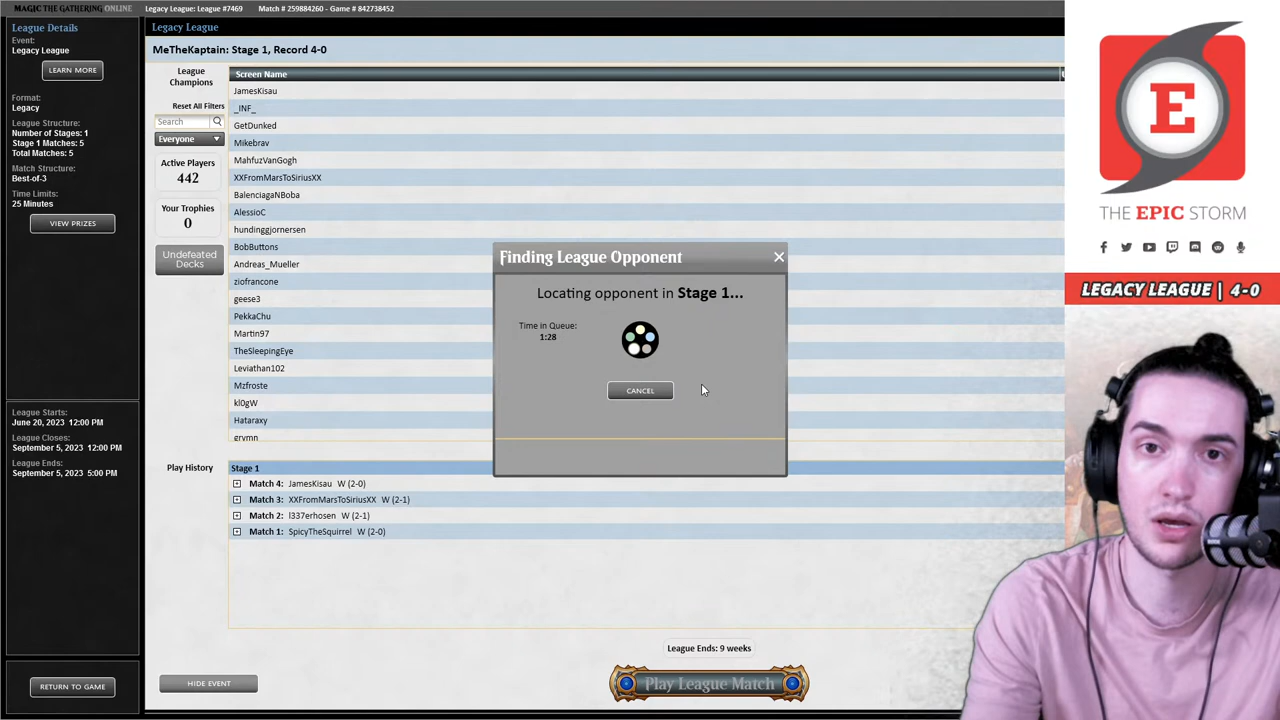 MAGIC THE GATHERING ONLINE Legacy League: League #7469 Match # 259884260 - Game # 842738452
League Details
Event:
Legacy League
LEARN MORE
Format:
Legacy
League Structure:
Number of Stages: 1
Stage 1 Matches: 5
Total Matches: 5
Match Structure:
Best-of-3
Time Limits:
25 Minutes
VIEW PRIZES
League Starts:
June 20, 2023 12:00 PM
League Closes:
September 5, 2023 12:00 PM
League Ends:
September 5, 2023 5:00 PM
RETURN TO GAME
Legacy League
MeTheKaptain: Stage 1, Record 4-0
League
Champions
Reset All Filters
Search
Everyone
Active Players
442
Your Trophies
0
Undefeated
Decks
Screen Name
JamesKisau
_INF_
GetDunked
Mikebrav
MahfuzVanGogh
XXFromMarsToSiriusXX
BalenciagaNBoba
AlessioC
hundinggjornersen
BobButtons
Andreas_Mueller
ziofrancone
geese3
PekkaChu
Martin97
TheSleepingEye
Leviathan102
Mzfroste
kl0gW
Hataraxy
grvmn
Finding League Opponent
Locating opponent in Stage 1...
Time in Queue:
1:28
CANCEL
Play History
Stage 1
Match 4: JamesKisau W (2-0)
Match 3: XXFromMarsToSiriusXX W (2-1)
Match 2: l337erhosen W (2-1)
Match 1: SpicyTheSquirrel W (2-0)
League Ends: 9 weeks
HIDE EVENT
Play League Match
E
THE EPIC STORM
LEGACY LEAGUE | 4-0